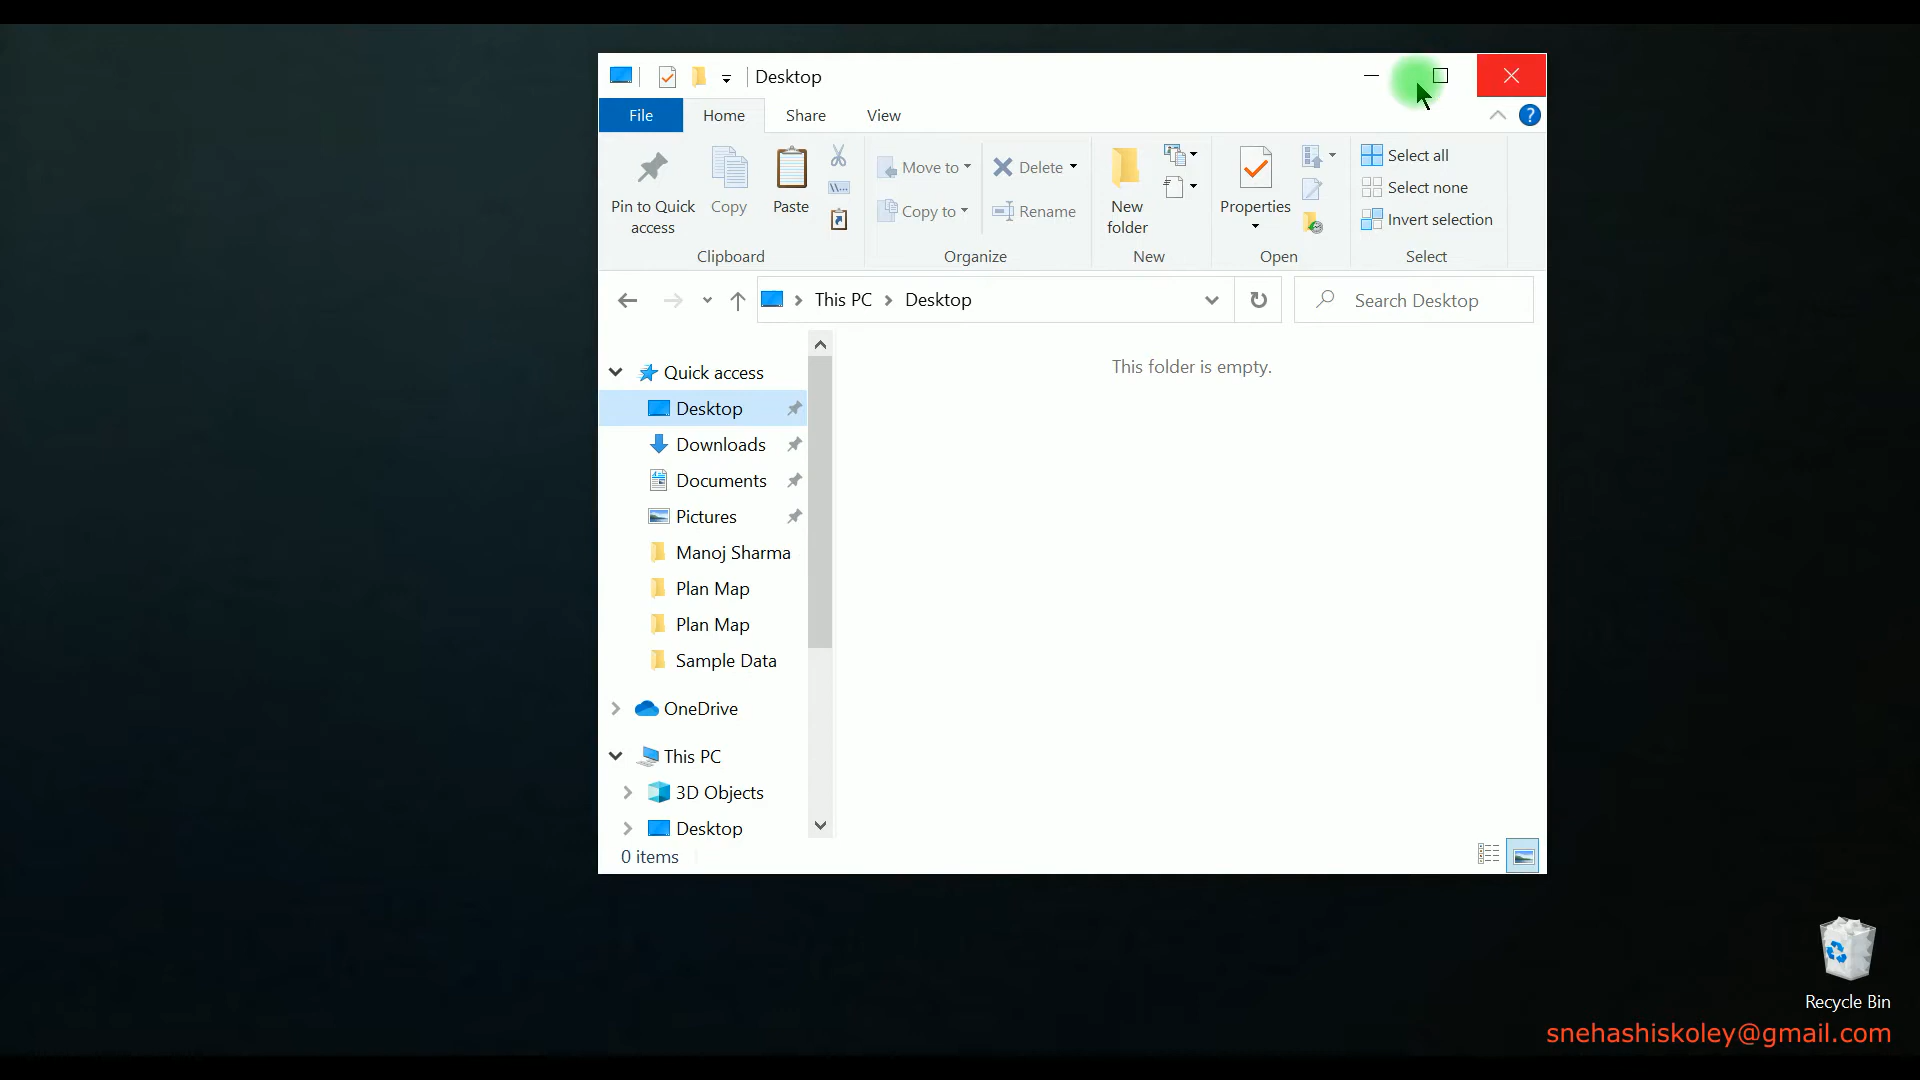 Desktop
File Home Share View
Pin to Quick access
Copy
Paste
Move to
Copy to
Delete
Rename
New folder
Properties
Select all
Select none
Invert selection
Clipboard Organize New Open Select
This PC Desktop
Search Desktop
This folder is empty.
Quick access
Desktop
Downloads
Documents
Pictures
Manoj Sharma
Plan Map
Plan Map
Sample Data
OneDrive
This PC
3D Objects
Desktop
0 items
Recycle Bin
snehashiskoley@gmail.com